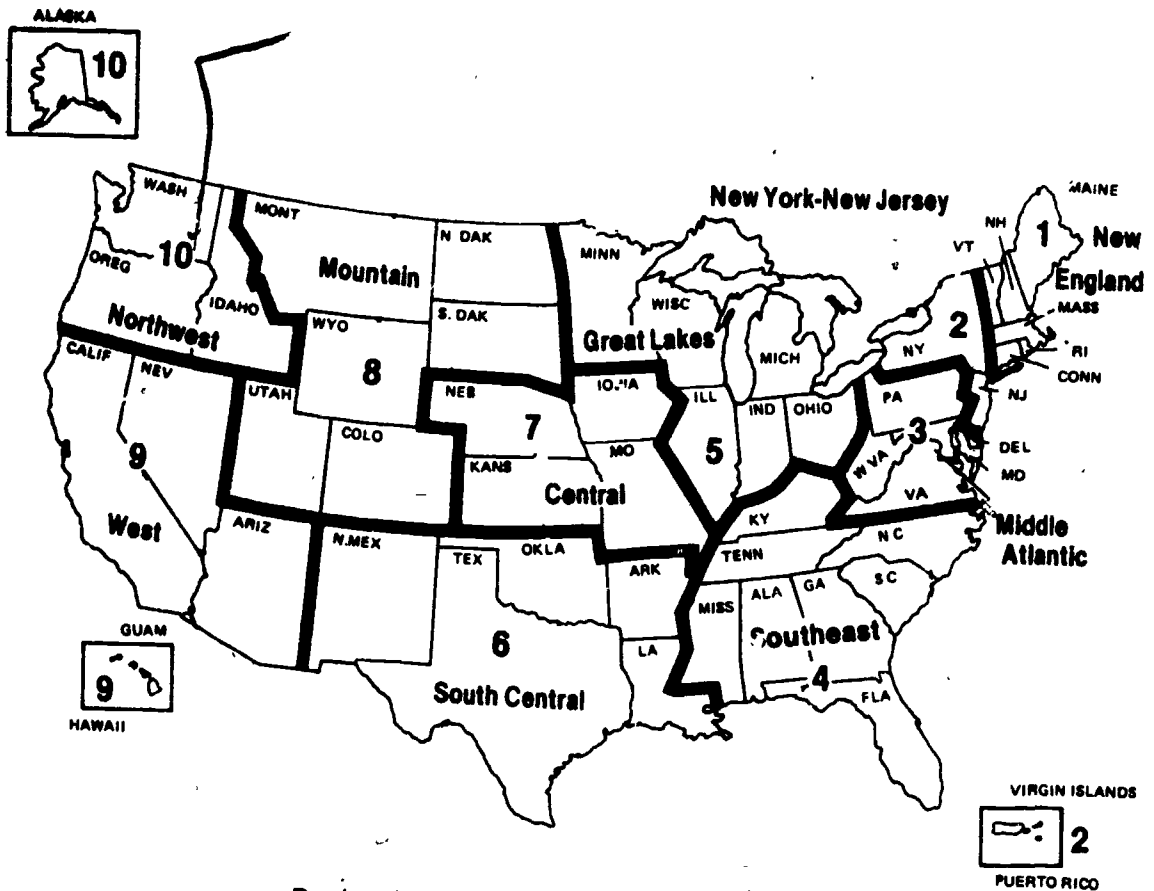 ALASKA
10
WASH
MONT
N DAK
MINN
New York-New Jersey
MAINE
NH
1
New
England
VT
OREG
10
Mountain
IDAHO
WISC
MASS
S. DAK
WYO
Northwest
Great Lakes
MICH
2
NY
RI
CONN
CALIF
NEV
UTAH
8
NEB
ILL
IND
OHIO
PA
NJ
COLO
7
MO
5
3
W VA
DEL
MD
9
KANS
Central
KY
VA
Middle
Atlantic
West
ARIZ
N.MEX
OKLA
TEX
TENN
N C
ARK
MISS
ALA
GA
S C
GUAM
9
HAWAII
6
South Central
LA
Southeast
4
FLA
VIRGIN ISLANDS
2
PUERTO RICO